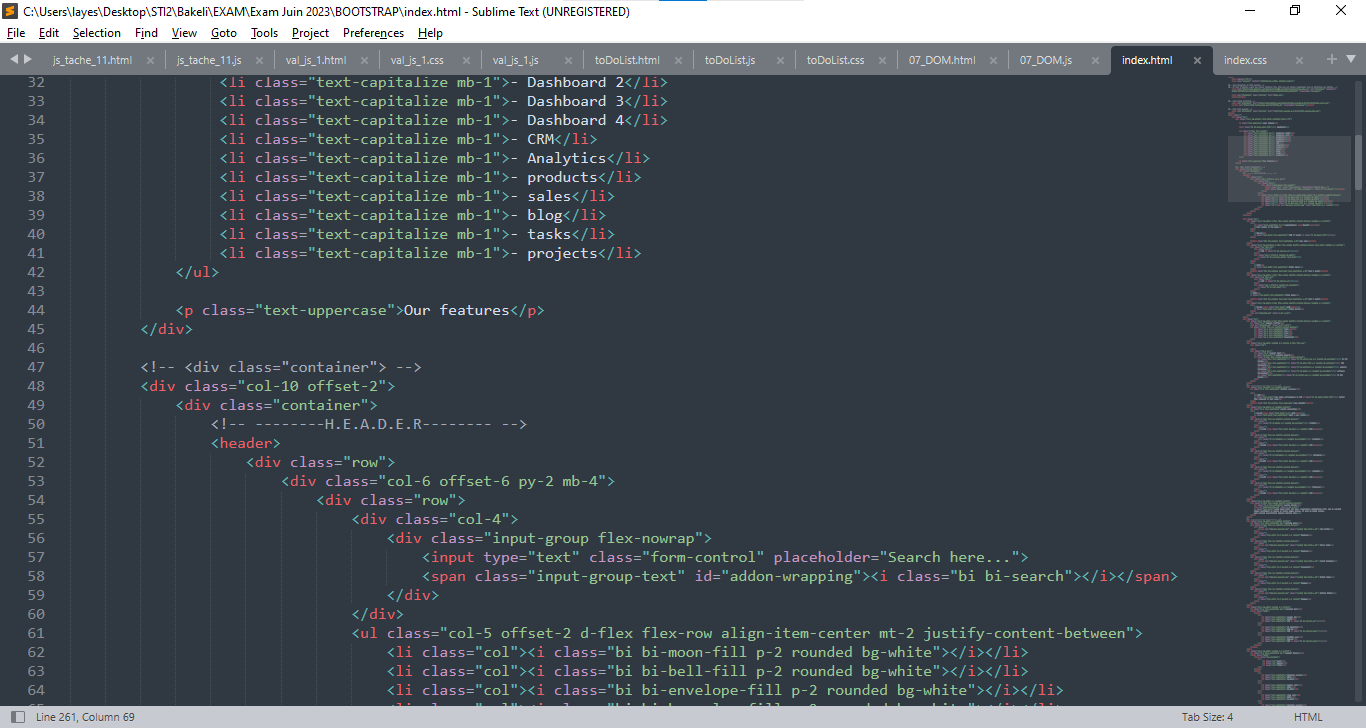 C:\Users\layes\Desktop\STI2\Bakeli\EXAM\Exam Juin 2023\BOOTSTRAP\index.html - Sublime Text (UNREGISTERED)
File Edit Selection Find View Goto Tools Project Preferences Help
js_tache_11.html js_tache_11.js val_js_1.html val_js_1.css val_js_1.js toDoList.html toDoList.js toDoList.css 07_DOM.html 07_DOM.js index.html index.css
32 <li class="text-capitalize mb-1">- Dashboard 2</li>
33 <li class="text-capitalize mb-1">- Dashboard 3</li>
34 <li class="text-capitalize mb-1">- Dashboard 4</li>
35 <li class="text-capitalize mb-1">- CRM</li>
36 <li class="text-capitalize mb-1">- Analytics</li>
37 <li class="text-capitalize mb-1">- products</li>
38 <li class="text-capitalize mb-1">- sales</li>
39 <li class="text-capitalize mb-1">- blog</li>
40 <li class="text-capitalize mb-1">- tasks</li>
41 <li class="text-capitalize mb-1">- projects</li>
42 </ul>
43
44 <p class="text-uppercase">Our features</p>
45 </div>
46
47 <!-- <div class="container"> -->
48 <div class="col-10 offset-2">
49 <div class="container">
50 <!-- --------H.E.A.D.E.R-------- -->
51 <header>
52 <div class="row">
53 <div class="col-6 offset-6 py-2 mb-4">
54 <div class="row">
55 <div class="col-4">
56 <div class="input-group flex-nowrap">
57 <input type="text" class="form-control" placeholder="Search here...">
58 <span class="input-group-text" id="addon-wrapping"><i class="bi bi-search"></i></span>
59 </div>
60 </div>
61 <ul class="col-5 offset-2 d-flex flex-row align-item-center mt-2 justify-content-between">
62 <li class="col"><i class="bi bi-moon-fill p-2 rounded bg-white"></i></li>
63 <li class="col"><i class="bi bi-bell-fill p-2 rounded bg-white"></i></li>
64 <li class="col"><i class="bi bi-envelope-fill p-2 rounded bg-white"></i></li>
Line 261, Column 69 Tab Size: 4 HTML